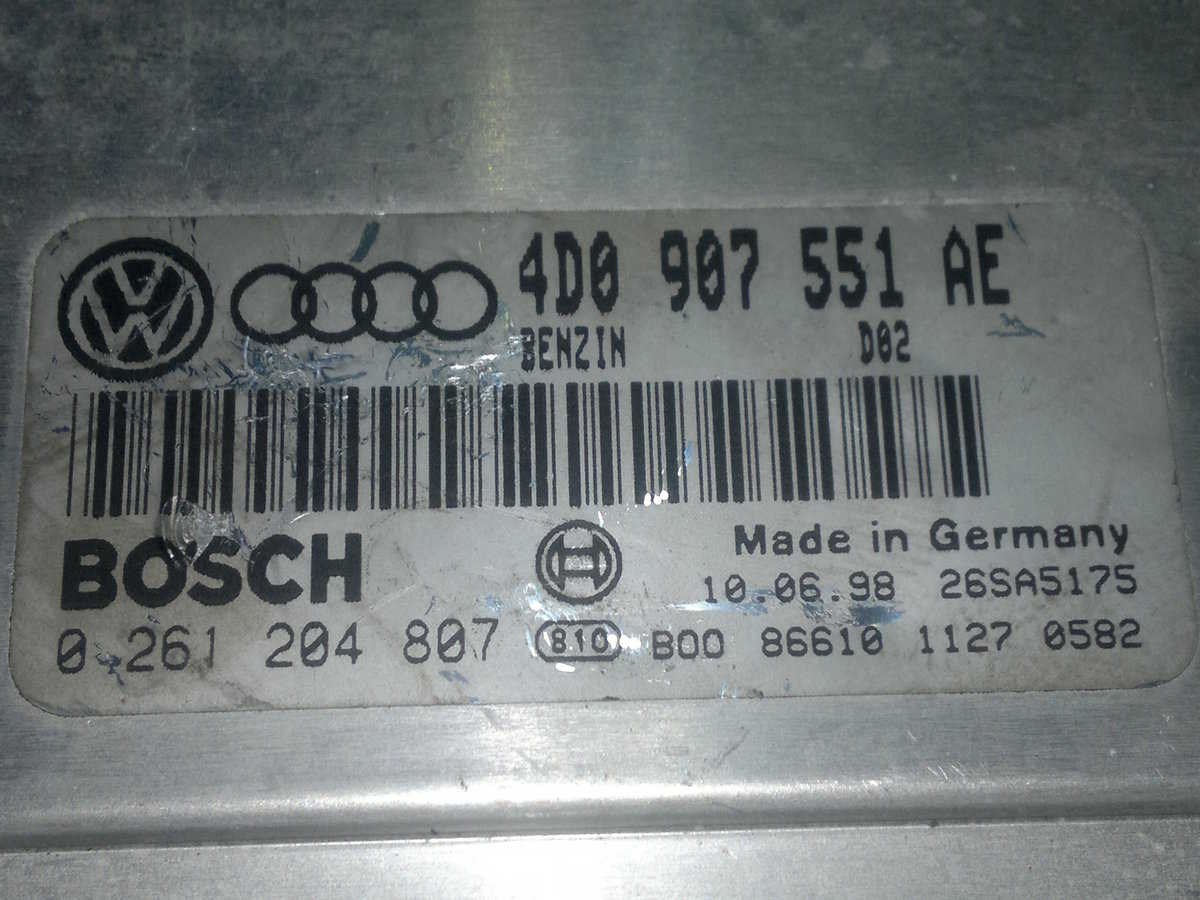 4D0 907 551 AE
BENZIN D02
BOSCH
Made in Germany
10.06.98 26SA5175
0 261 204 807 810 B00 86610 1127 0582